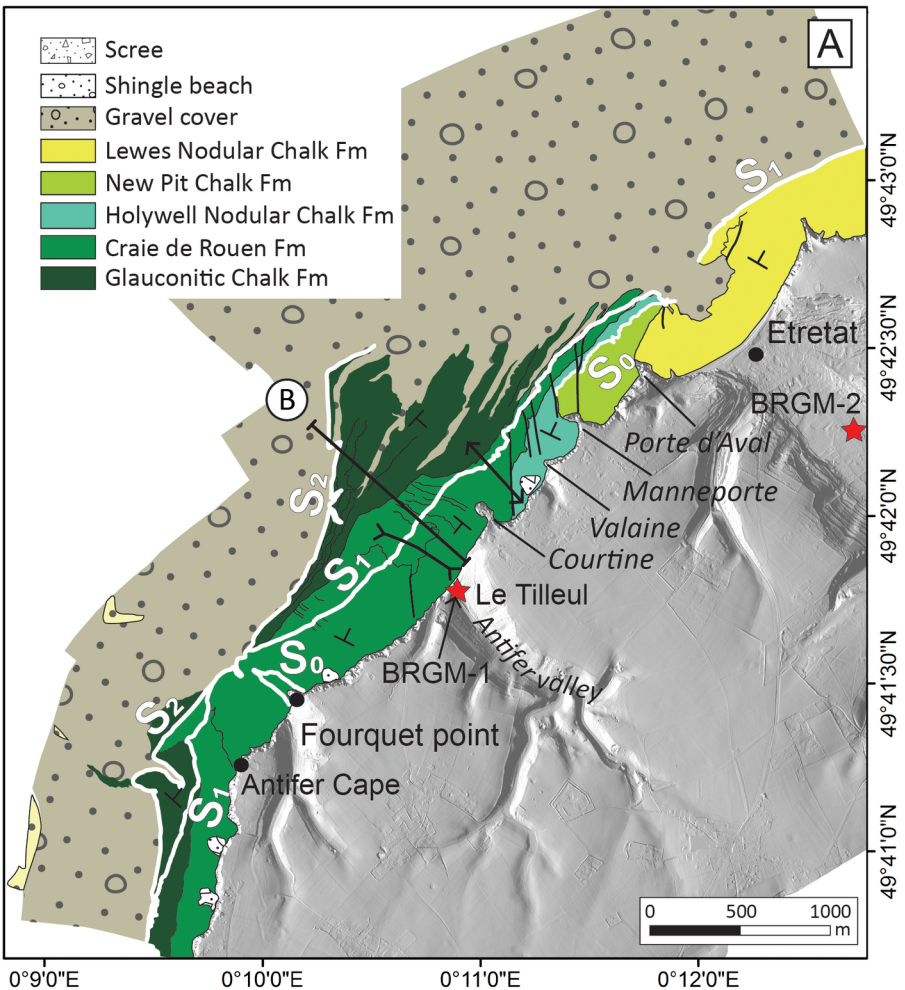 A
Scree
Shingle beach
Gravel cover
Lewes Nodular Chalk Fm
New Pit Chalk Fm
Holywell Nodular Chalk Fm
Craie de Rouen Fm
Glauconitic Chalk Fm
S1
49°43'0"N
Etretat
49°42'30"N
S0
B
BRGM-2
Porte d'Aval
Manneporte
S2
49°42'0"N
Valaine
Courtine
S1
Le Tilleul
S0
BRGM-1
Antifer valley
49°41'30"N
S2
Fourquet point
Antifer Cape
S1
49°41'0"N
0 500 1000
m
0°9'0"E 0°10'0"E 0°11'0"E 0°12'0"E